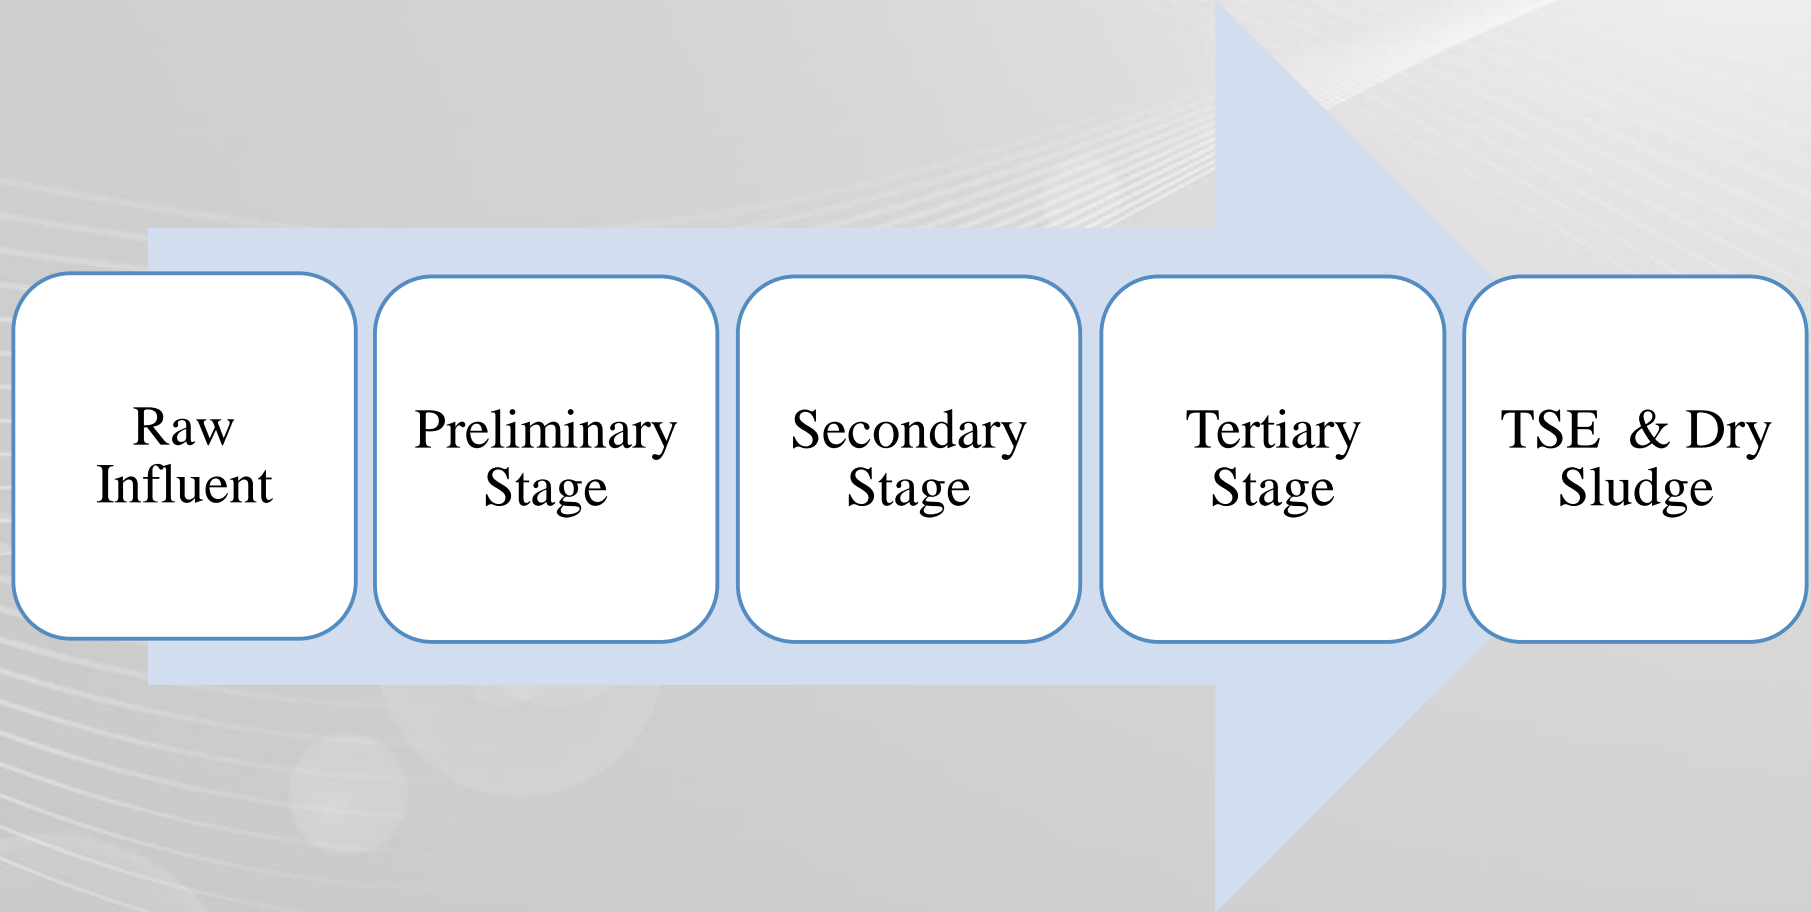 Raw
Influent
Preliminary
Stage
Secondary
Stage
Tertiary
Stage
TSE & Dry
Sludge